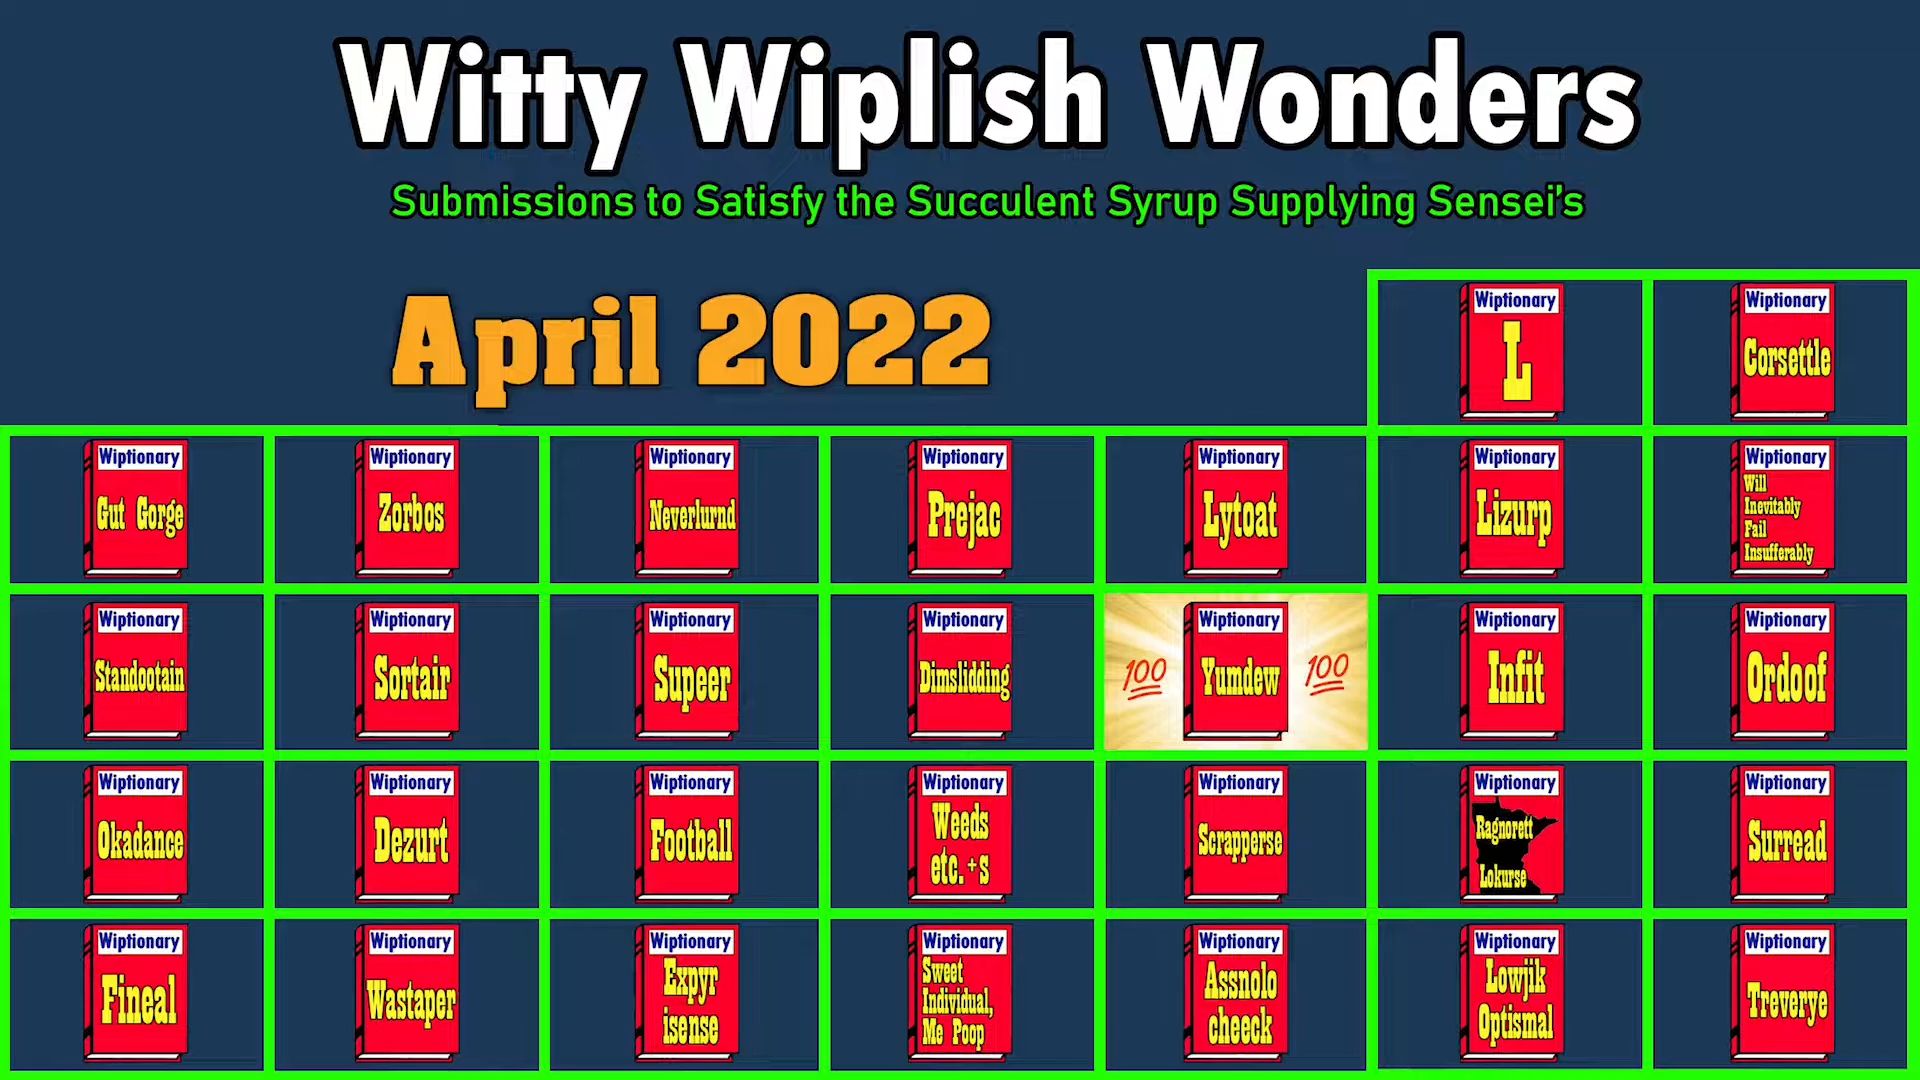 Witty Wiplish Wonders
Submissions to Satisfy the Succulent Syrup Supplying Sensei's
April 2022
Wiptionary
L
Wiptionary
Corsettle
Wiptionary
Gut Gorge
Wiptionary
Zorbos
Wiptionary
Neverlurnd
Wiptionary
Prejac
Wiptionary
Lytoat
Wiptionary
Lizurp
Wiptionary
Will
Inevitably
Fail
Insufferably
Wiptionary
Standootain
Wiptionary
Sortair
Wiptionary
Supeer
Wiptionary
Dimslidding
100
Wiptionary
Yumdew
100
Wiptionary
Infit
Wiptionary
Ordoof
Wiptionary
Okadance
Wiptionary
Dezurt
Wiptionary
Football
Wiptionary
Weeds
etc. +s
Wiptionary
Scrapperse
Wiptionary
Ragnorett
Lokurse
Wiptionary
Surread
Wiptionary
Fineal
Wiptionary
Wastaper
Wiptionary
Expyr
isense
Wiptionary
Sweet
Individual,
Me Poop
Wiptionary
Assnolo
cheeck
Wiptionary
Lowjik
Optismal
Wiptionary
Treverye